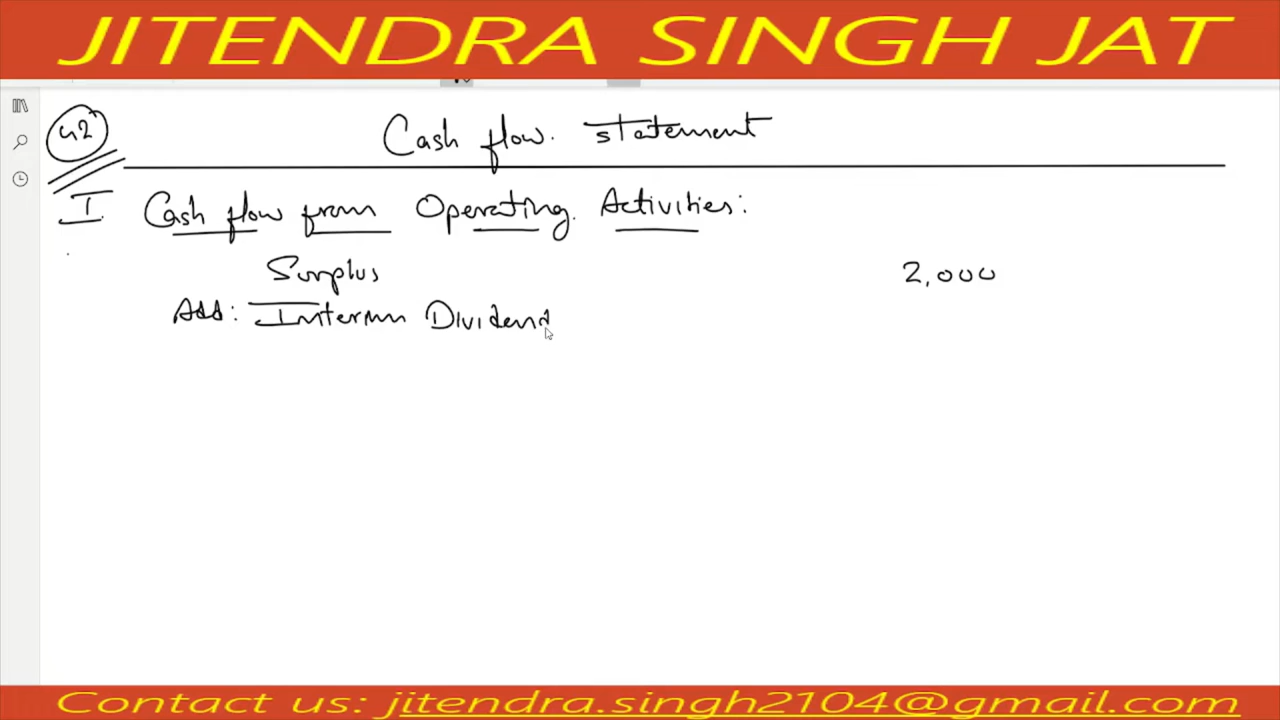 JITENDRA SINGH JAT
42
Cash flow. statement
I. Cash flow from Operating Activities:
Surplus 2,000
Add: Interim Dividend
Contact us: jitendra.singh2104@gmail.com